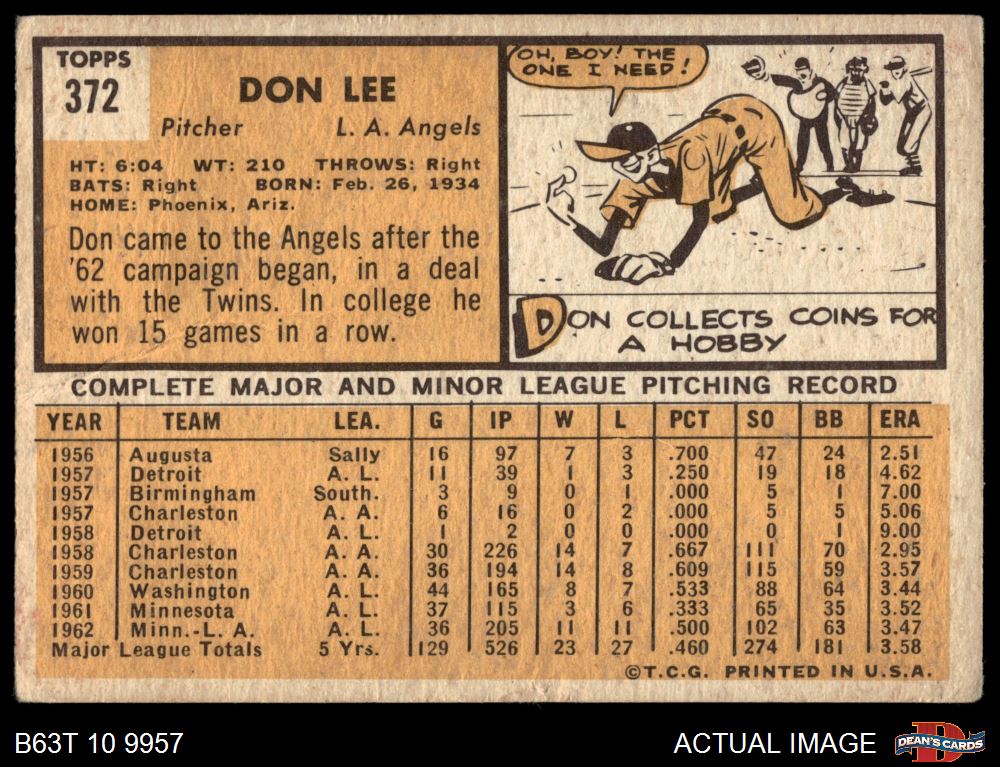 TOPPS
372
DON LEE
Pitcher L. A. Angels
HT: 6:04 WT: 210 THROWS: Right
BATS: Right BORN: Feb. 26, 1934
HOME: Phoenix, Ariz.
Don came to the Angels after the
'62 campaign began, in a deal
with the Twins. In college he
won 15 games in a row.
OH, BOY! THE
ONE I NEED!
DON COLLECTS COINS FOR
A HOBBY
COMPLETE MAJOR AND MINOR LEAGUE PITCHING RECORD
YEAR TEAM LEA. G IP W L PCT SO BB ERA
1956 Augusta Sally 16 97 7 3 .700 47 24 2.51
1957 Detroit A. L. 11 39 1 3 .250 19 18 4.62
1957 Birmingham South. 3 9 0 1 .000 5 1 7.00
1957 Charleston A. A. 6 16 0 2 .000 5 5 5.06
1958 Detroit A. L. 1 2 0 0 .000 0 1 9.00
1958 Charleston A. A. 30 226 14 7 .667 111 70 2.95
1959 Charleston A. A. 36 194 14 8 .609 115 59 3.57
1960 Washington A. L. 44 165 8 7 .533 88 64 3.44
1961 Minnesota A. L. 37 115 3 6 .333 65 35 3.52
1962 Minn.-L. A. A. L. 36 205 11 11 .500 102 63 3.47
Major League Totals 5 Yrs. 129 526 23 27 .460 274 181 3.58
©T.C.G. PRINTED IN U.S.A.
B63T 10 9957 ACTUAL IMAGE DEAN'S CARDS